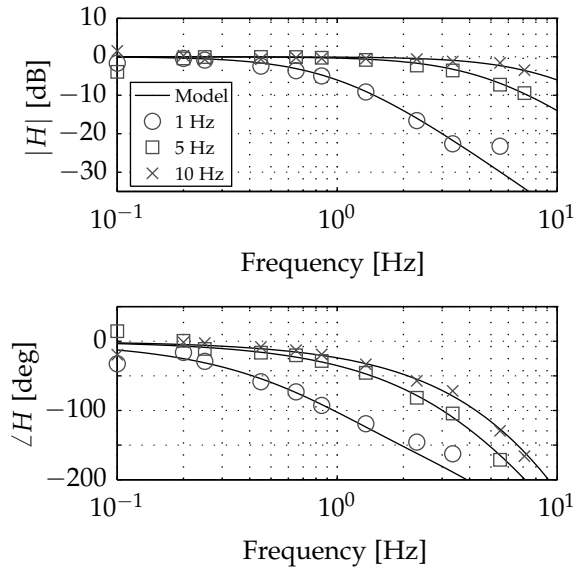 10
0
−10
−20
−30
|H| [dB]
Model
1 Hz
5 Hz
10 Hz
10⁻¹
10⁰
10¹
Frequency [Hz]
0
−100
−200
∠H [deg]
10⁻¹
10⁰
10¹
Frequency [Hz]